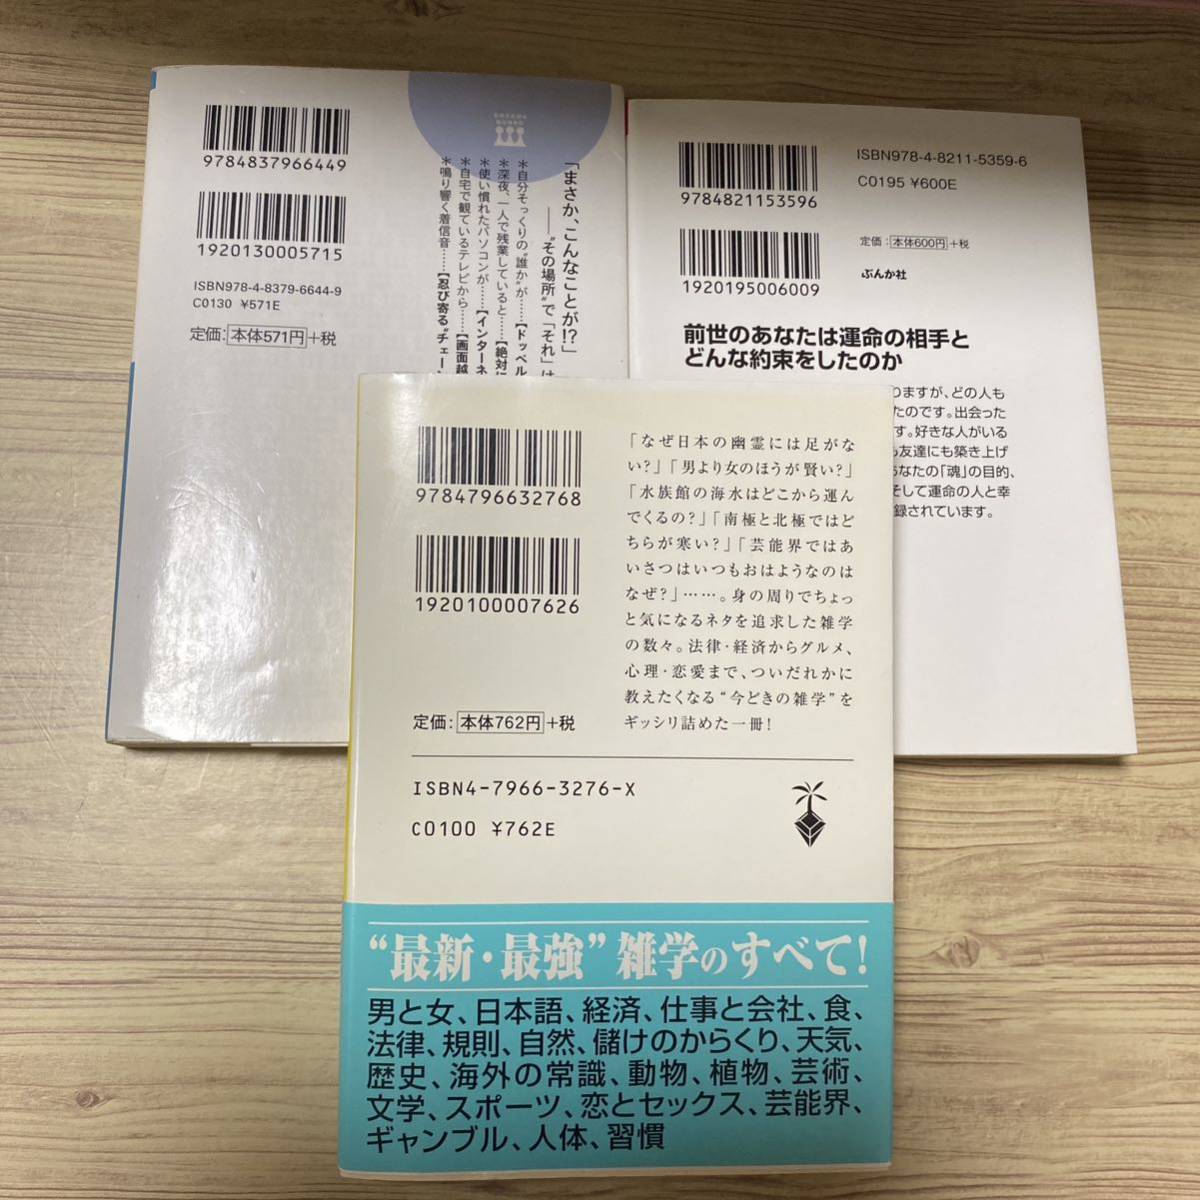 9784837966449
1920130005715
ISBN978-4-8379-6644-9
C0130 ¥571E
定価:本体571円+税
「まさか、こんなことが!?」
――“その場所”で「それ」は
*自分そっくりの“誰か”が……【ドッペル
*深夜、一人で残業していると……【絶対に
*使い慣れたパソコンが……【インターネ
*自宅で観ているテレビから……【画面越
*鳴り響く着信音……【忍び寄る“チェーン
9784821153596
1920195006009
ISBN978-4-8211-5359-6
C0195 ¥600E
定価:本体600円+税
ぶんか社
前世のあなたは運命の相手と
どんな約束をしたのか
りますが、どの人も
たのです。出会った
す。好きな人がいる
も友達にも築き上げ
あなたの「魂」の目的、
そして運命の人と幸
録されています。
9784796632768
1920100007626
「なぜ日本の幽霊には足がな
い?」「男より女のほうが賢い?」
「水族館の海水はどこから運ん
でくるの?」「南極と北極ではど
ちらが寒い?」「芸能界ではあ
いさつはいつもおはようなのは
なぜ?」……。身の周りでちょっ
と気になるネタを追求した雑学
の数々。法律・経済からグルメ、
心理・恋愛まで、ついだれかに
教えたくなる“今どきの雑学”を
ギッシリ詰めた一冊!
定価:本体762円+税
ISBN4-7966-3276-X
C0100 ¥762E
“最新・最強”雑学のすべて!
男と女、日本語、経済、仕事と会社、食、
法律、規則、自然、儲けのからくり、天気、
歴史、海外の常識、動物、植物、芸術、
文学、スポーツ、恋とセックス、芸能界、
ギャンブル、人体、習慣